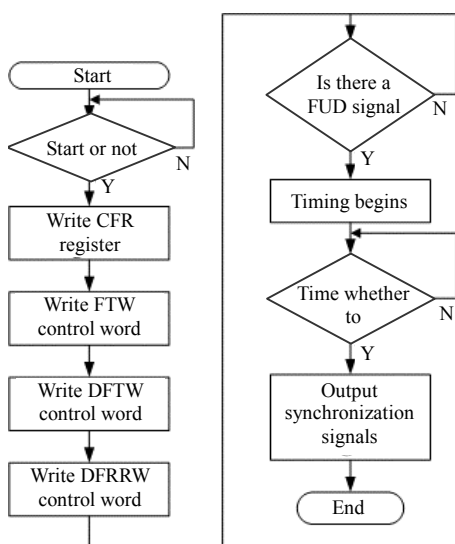 Start
Start or not
N
Y
Write CFR
register
Write FTW
control word
Write DFTW
control word
Write DFRRW
control word
Is there a
FUD signal
N
Y
Timing begins
Time whether
to
N
Y
Output
synchronization
signals
End